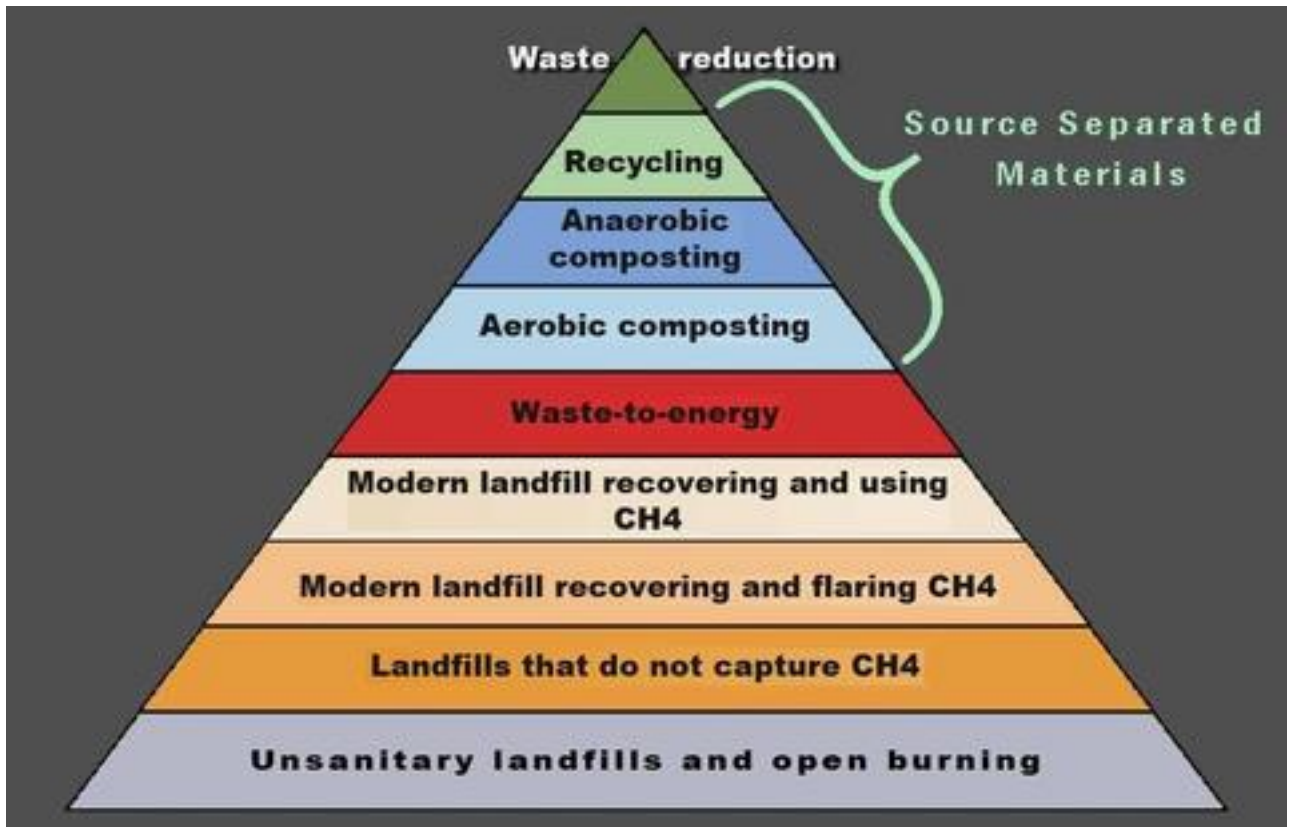 Waste reduction
Source Separated
Materials
Recycling
Anaerobic
composting
Aerobic composting
Waste-to-energy
Modern landfill recovering and using
CH4
Modern landfill recovering and flaring CH4
Landfills that do not capture CH4
Unsanitary landfills and open burning